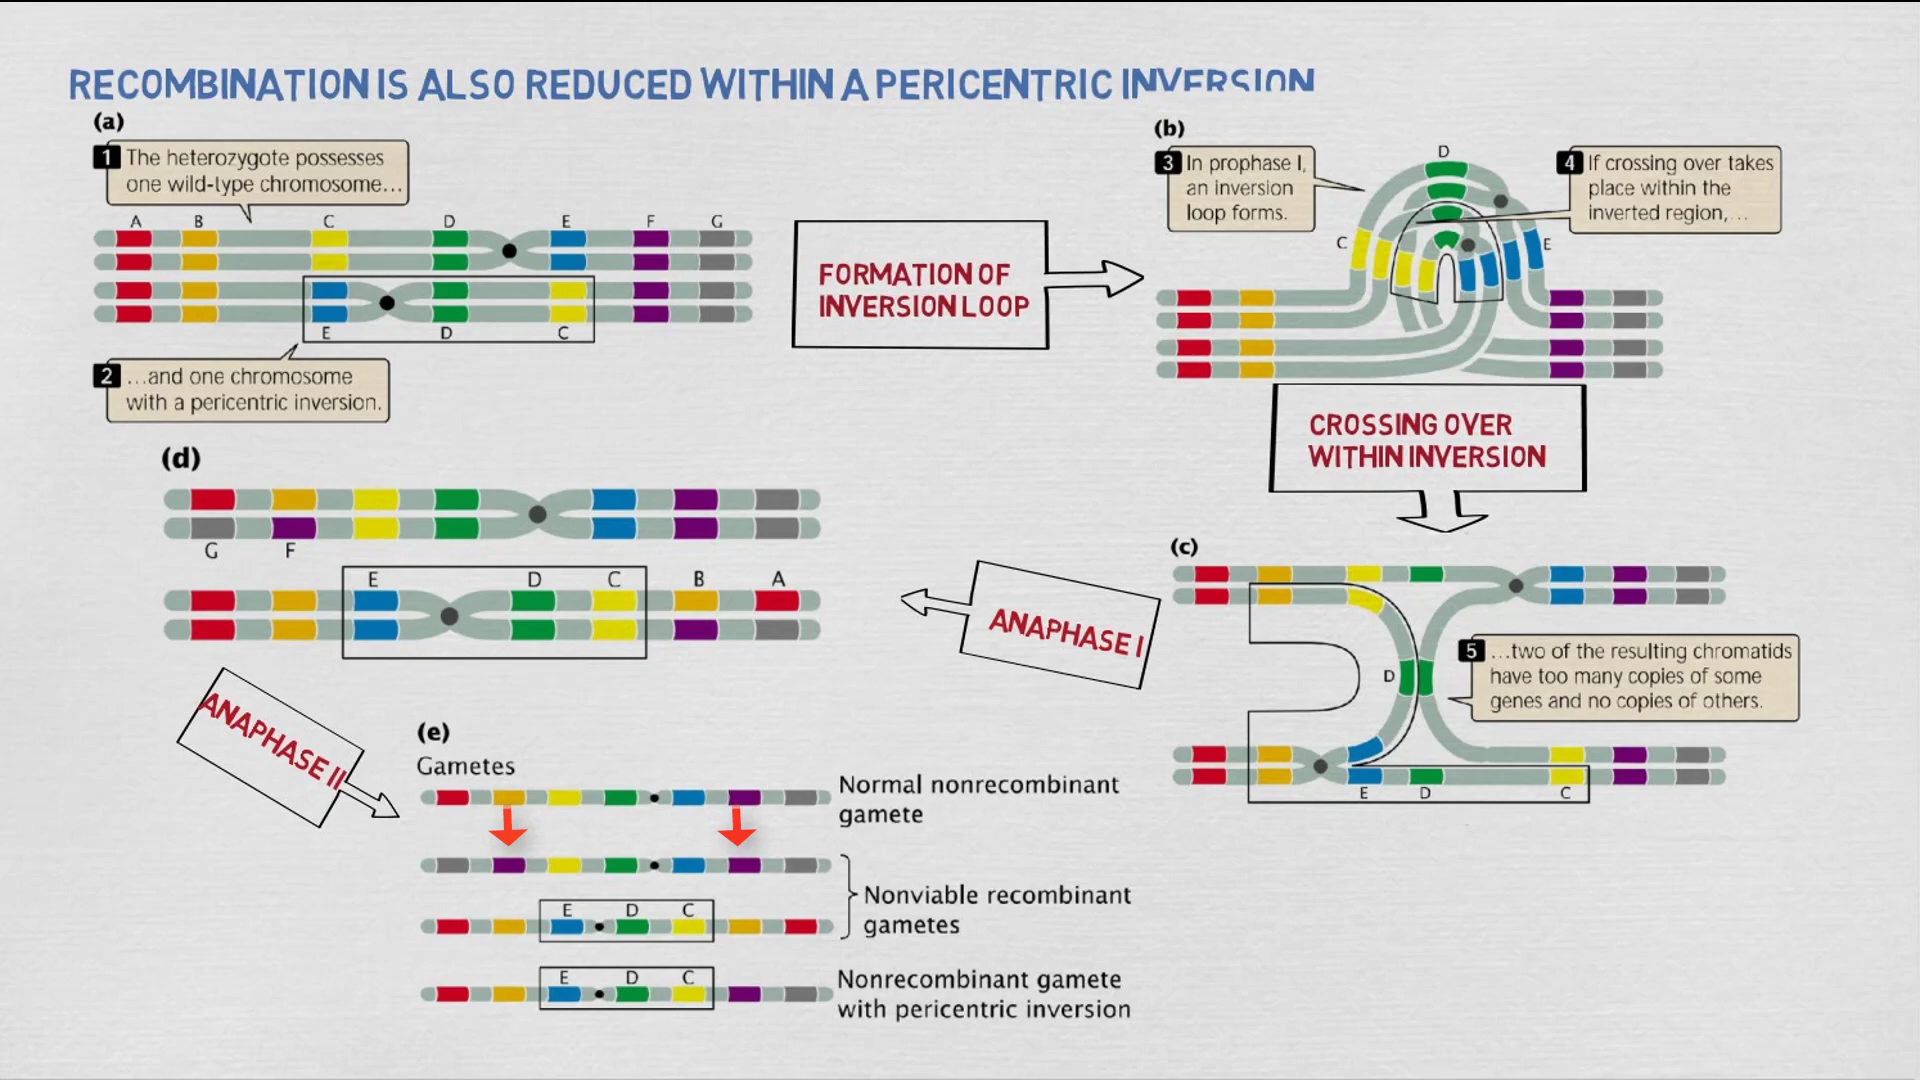 RECOMBINATION IS ALSO REDUCED WITHIN A PERICENTRIC INVERSION
(a)
1 The heterozygote possesses
one wild-type chromosome...
A B C D E F G
E D C
2 ...and one chromosome
with a pericentric inversion.
FORMATION OF
INVERSION LOOP
(b)
3 In prophase I,
an inversion
loop forms.
D
4 If crossing over takes
place within the
inverted region,...
C E
CROSSING OVER
WITHIN INVERSION
(c)
D
5 ...two of the resulting chromatids
have too many copies of some
genes and no copies of others.
E D C
ANAPHASE I
(d)
G F
E D C B A
ANAPHASE II
(e)
Gametes
Normal nonrecombinant
gamete
Nonviable recombinant
gametes
E D C
E D C
Nonrecombinant gamete
with pericentric inversion